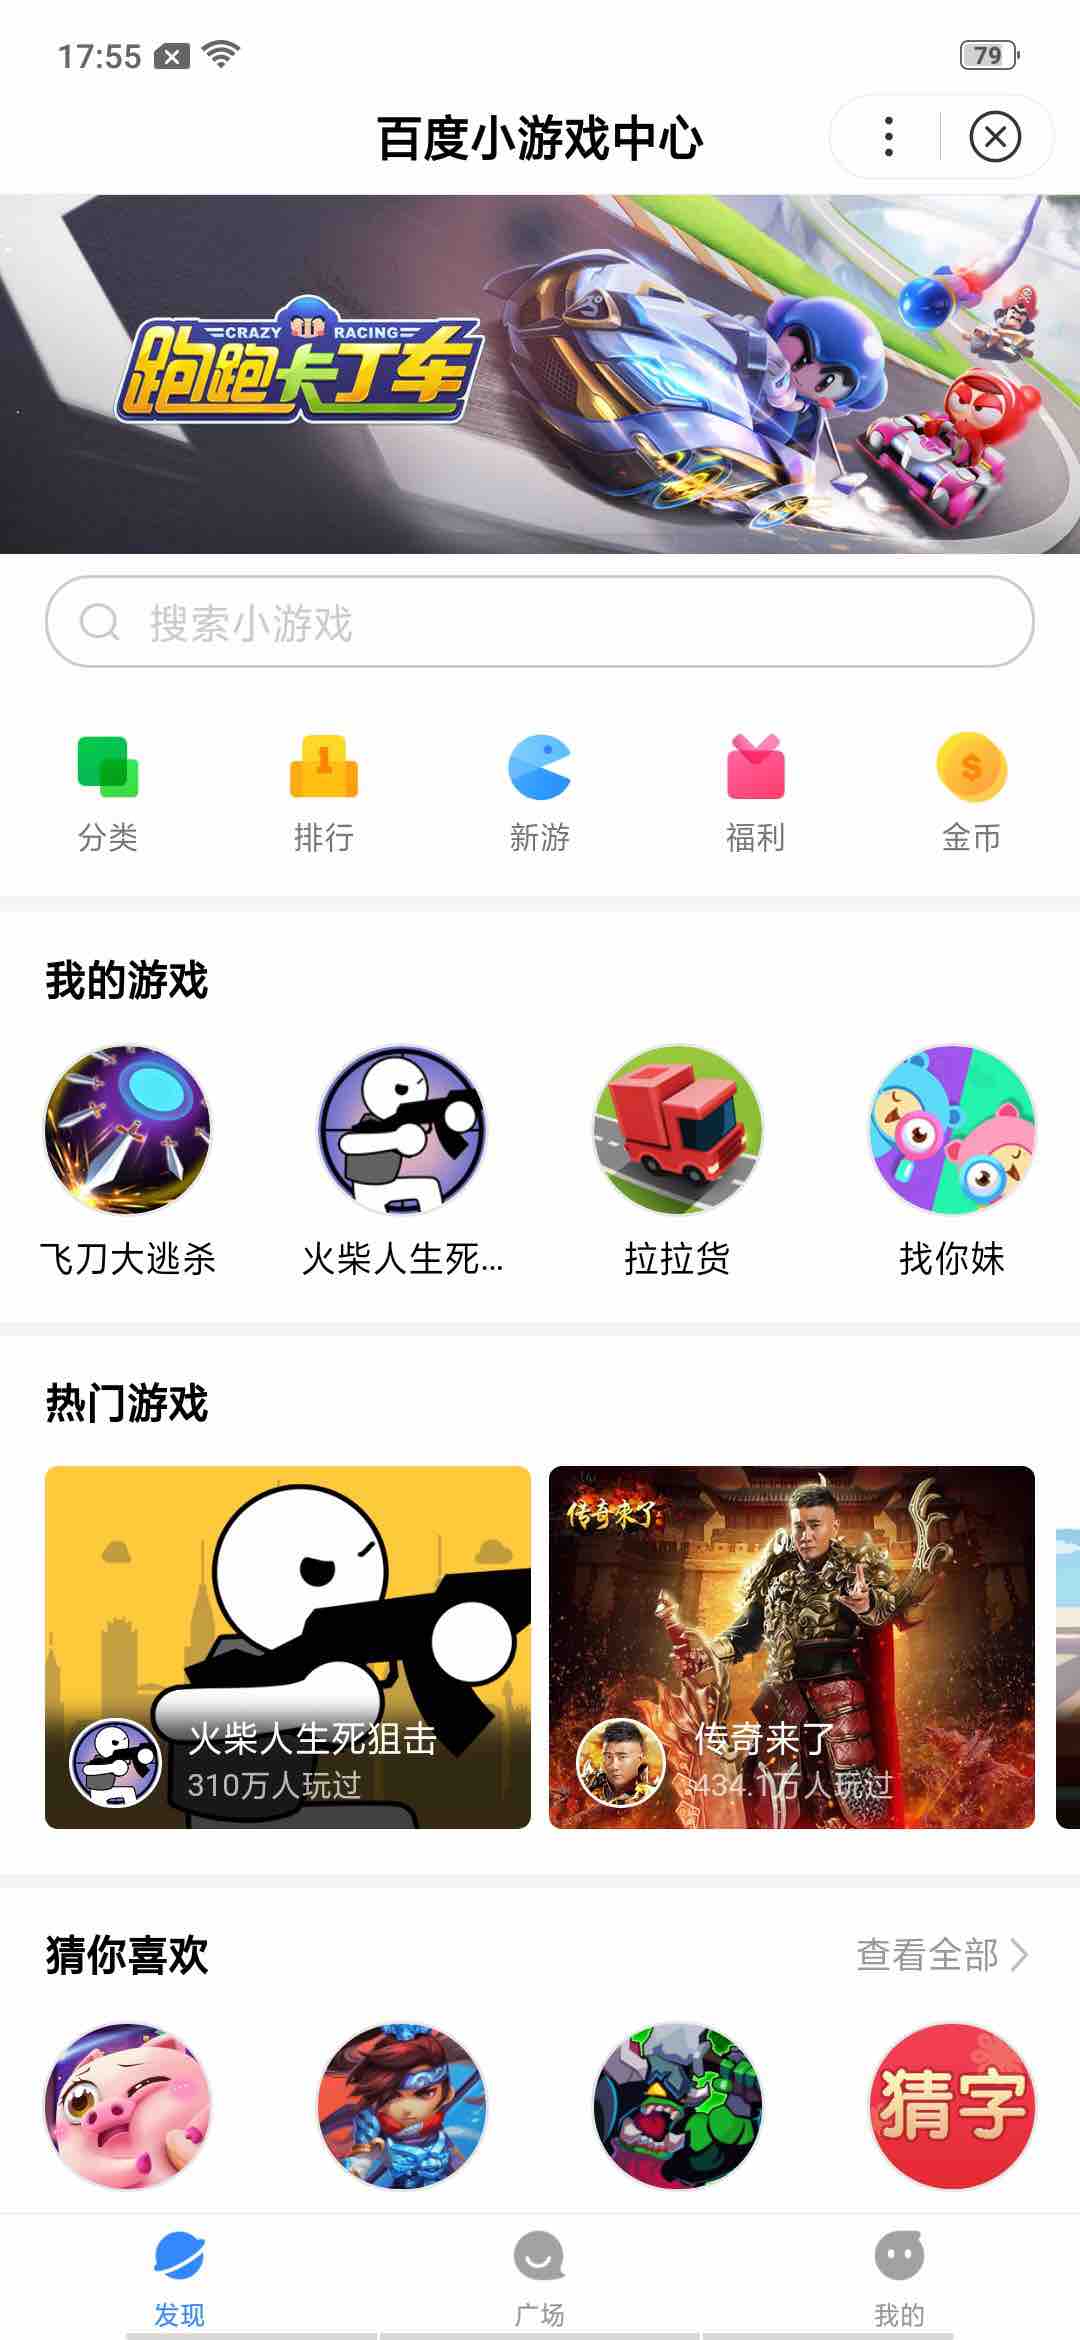 17:55
79
百度小游戏中心
CRAZY RACING
跑跑卡丁车
搜索小游戏
分类
排行
新游
福利
金币
我的游戏
飞刀大逃杀
火柴人生死...
拉拉货
找你妹
热门游戏
传奇来了
火柴人生死狙击
310万人玩过
传奇来了
434.1万人玩过
猜你喜欢
查看全部
猜字
发现
广场
我的